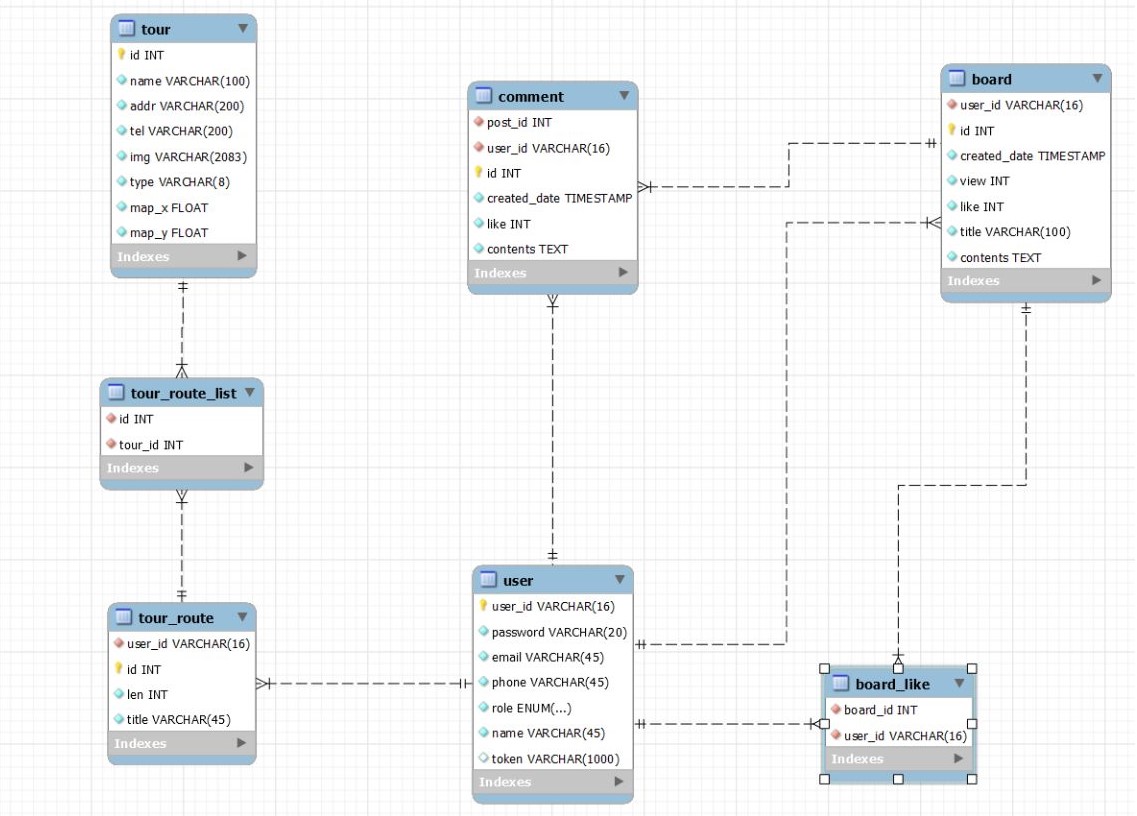 tour
id INT
name VARCHAR(100)
addr VARCHAR(200)
tel VARCHAR(200)
img VARCHAR(2083)
type VARCHAR(8)
map_x FLOAT
map_y FLOAT
Indexes
comment
post_id INT
user_id VARCHAR(16)
id INT
created_date TIMESTAMP
like INT
contents TEXT
Indexes
board
user_id VARCHAR(16)
id INT
created_date TIMESTAMP
view INT
like INT
title VARCHAR(100)
contents TEXT
Indexes
tour_route_list
id INT
tour_id INT
Indexes
tour_route
user_id VARCHAR(16)
id INT
len INT
title VARCHAR(45)
Indexes
user
user_id VARCHAR(16)
password VARCHAR(20)
email VARCHAR(45)
phone VARCHAR(45)
role ENUM(...)
name VARCHAR(45)
token VARCHAR(1000)
Indexes
board_like
board_id INT
user_id VARCHAR(16)
Indexes